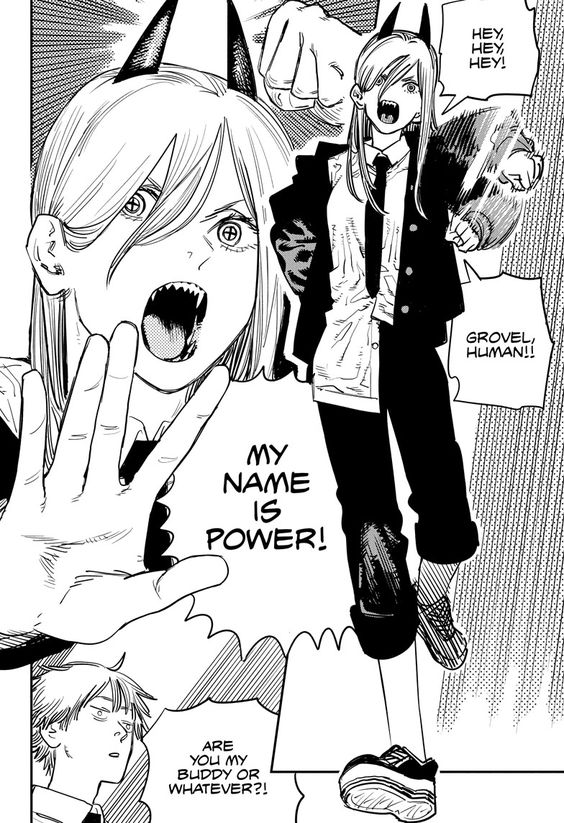 HEY,
HEY,
HEY!
GROVEL,
HUMAN!!
MY
NAME
IS
POWER!
ARE
YOU MY
BUDDY OR
WHATEVER?!